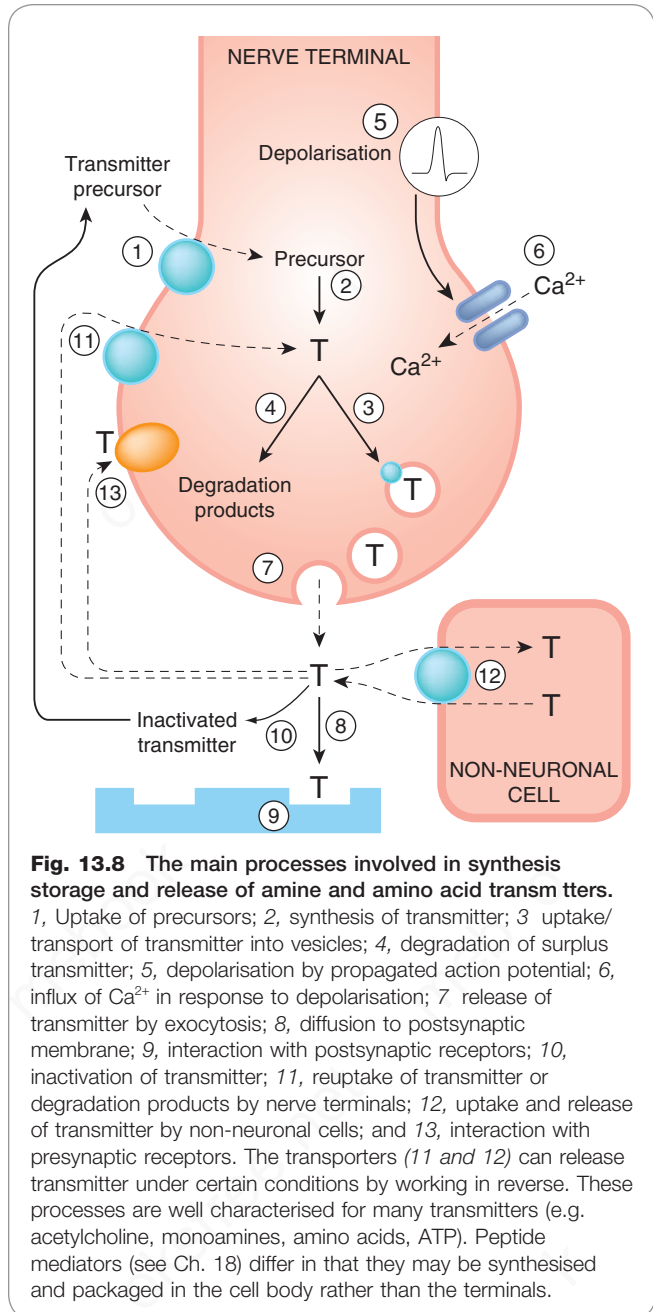 NERVE TERMINAL
5
Depolarisation
Transmitter
precursor
1
Precursor
6
Ca2+
2
11
T
Ca2+
4
3
T
13
Degradation
products
T
T
7
T
T
12
T
Inactivated
transmitter
10
8
T
NON-NEURONAL
CELL
9
Fig. 13.8 The main processes involved in synthesis
storage and release of amine and amino acid transm tters.
1, Uptake of precursors; 2, synthesis of transmitter; 3 uptake/
transport of transmitter into vesicles; 4, degradation of surplus
transmitter; 5, depolarisation by propagated action potential; 6,
influx of Ca2+ in response to depolarisation; 7 release of
transmitter by exocytosis; 8, diffusion to postsynaptic
membrane; 9, interaction with postsynaptic receptors; 10,
inactivation of transmitter; 11, reuptake of transmitter or
degradation products by nerve terminals; 12, uptake and release
of transmitter by non-neuronal cells; and 13, interaction with
presynaptic receptors. The transporters (11 and 12) can release
transmitter under certain conditions by working in reverse. These
processes are well characterised for many transmitters (e.g.
acetylcholine, monoamines, amino acids, ATP). Peptide
mediators (see Ch. 18) differ in that they may be synthesised
and packaged in the cell body rather than the terminals.